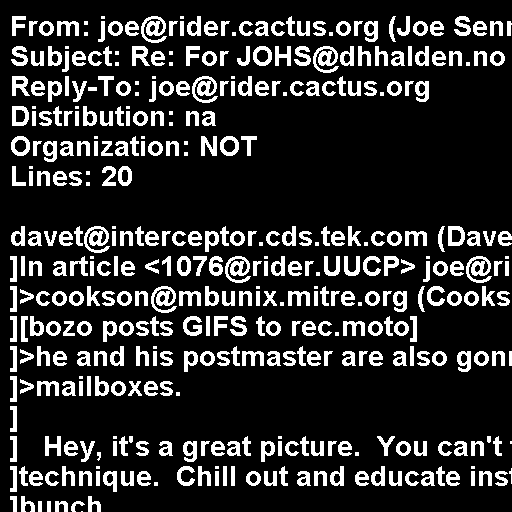 From: joe@rider.cactus.org (Joe Senn
Subject: Re: For JOHS@dhhalden.no
Reply-To: joe@rider.cactus.org
Distribution: na
Organization: NOT
Lines: 20

davet@interceptor.cds.tek.com (Dave
]In article <1076@rider.UUCP> joe@ri
]>cookson@mbunix.mitre.org (Cooks
][bozo posts GIFS to rec.moto]
]>he and his postmaster are also gon
]>mailboxes.
]
]   Hey, it's a great picture.  You can't
]technique.  Chill out and educate inst
]bunch